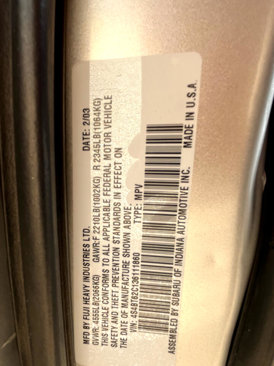 MFD BY FUJI HEAVY INDUSTRIES LTD. DATE: 2/03
GVWR: 4555LB(2066KG) GAWR:F 2210LB(1002KG) R 2345LB(1064KG)
THIS VEHICLE CONFORMS TO ALL APPLICABLE FEDERAL MOTOR VEHICLE
SAFETY AND THEFT PREVENTION STANDARDS IN EFFECT ON
THE DATE OF MANUFACTURE SHOWN ABOVE.
VIN: 4S4BT62C136111860 TYPE: MPV
ASSEMBLED BY SUBARU OF INDIANA AUTOMOTIVE INC. MADE IN U.S.A.